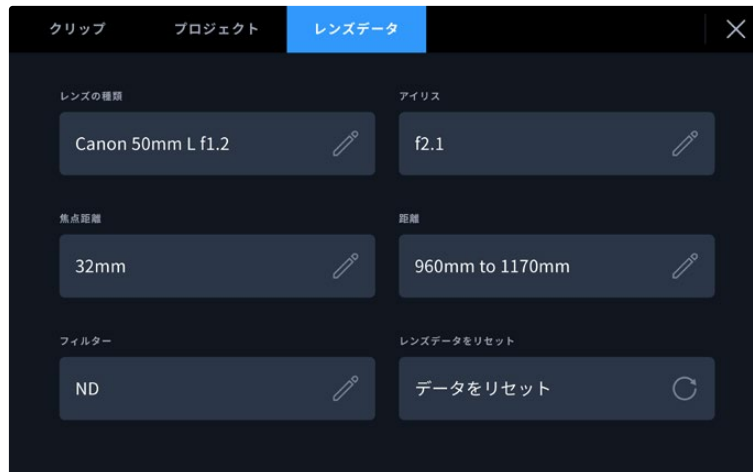 クリップ プロジェクト レンズデータ
レンズの種類 アイリス
Canon 50mm L f1.2 f2.1
焦点距離 距離
32mm 960mm to 1170mm
フィルター レンズデータをリセット
ND データをリセット